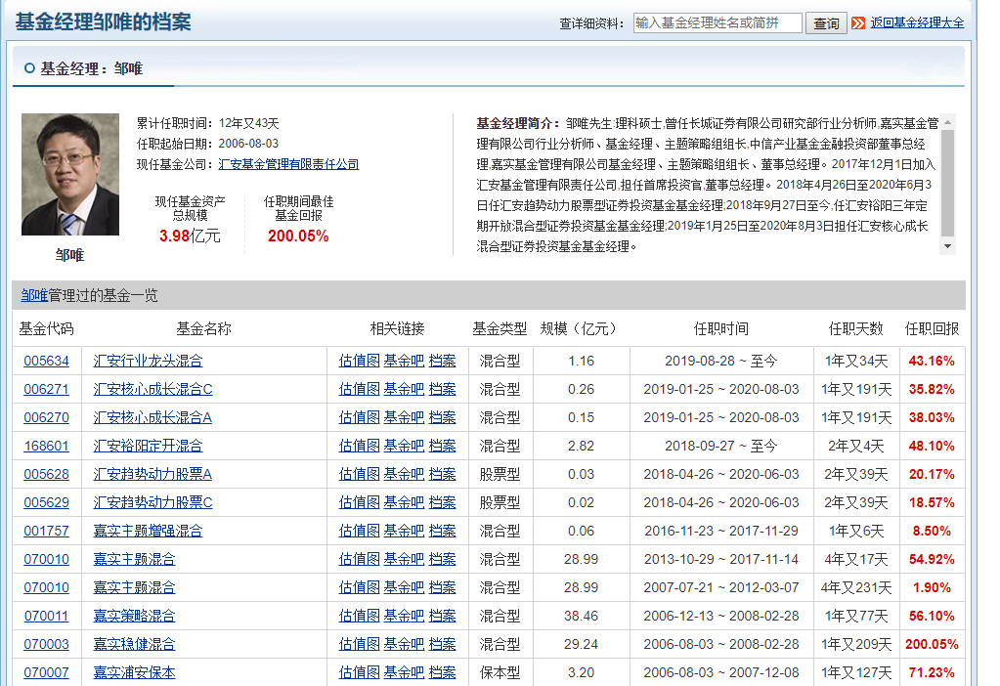 基金经理邹唯的档案
查详细资料： 输入基金经理姓名或简拼 查询 返回基金经理大全
基金经理：邹唯
累计任职时间：12年又43天
任职起始日期：2006-08-03
现任基金公司：汇安基金管理有限责任公司
现任基金资产
总规模
3.98亿元
任职期间最佳
基金回报
200.05%
邹唯
基金经理简介：邹唯先生:理科硕士,曾任长城证券有限公司研究部行业分析师,嘉实基金管
理有限公司行业分析师、基金经理、主题策略组组长,中信产业基金金融投资部董事总经
理,嘉实基金管理有限公司基金经理、主题策略组组长、董事总经理。2017年12月1日加入
汇安基金管理有限责任公司,担任首席投资官,董事总经理。2018年4月26日至2020年6月3
日任汇安趋势动力股票型证券投资基金基金经理;2018年9月27日至今,任汇安裕阳三年定
期开放混合型证券投资基金基金经理;2019年1月25日至2020年8月3日担任汇安核心成长
混合型证券投资基金基金经理。
邹唯管理过的基金一览
基金代码 基金名称 相关链接 基金类型 规模（亿元） 任职时间 任职天数 任职回报
005634 汇安行业龙头混合 估值图 基金吧 档案 混合型 1.16 2019-08-28 ~ 至今 1年又34天 43.16%
006271 汇安核心成长混合C 估值图 基金吧 档案 混合型 0.26 2019-01-25 ~ 2020-08-03 1年又191天 35.82%
006270 汇安核心成长混合A 估值图 基金吧 档案 混合型 0.15 2019-01-25 ~ 2020-08-03 1年又191天 38.03%
168601 汇安裕阳定开混合 估值图 基金吧 档案 混合型 2.82 2018-09-27 ~ 至今 2年又4天 48.10%
005628 汇安趋势动力股票A 估值图 基金吧 档案 股票型 0.03 2018-04-26 ~ 2020-06-03 2年又39天 20.17%
005629 汇安趋势动力股票C 估值图 基金吧 档案 股票型 0.02 2018-04-26 ~ 2020-06-03 2年又39天 18.57%
001757 嘉实主题增强混合 估值图 基金吧 档案 混合型 0.06 2016-11-23 ~ 2017-11-29 1年又6天 8.50%
070010 嘉实主题混合 估值图 基金吧 档案 混合型 28.99 2013-10-29 ~ 2017-11-14 4年又17天 54.92%
070010 嘉实主题混合 估值图 基金吧 档案 混合型 28.99 2007-07-21 ~ 2012-03-07 4年又231天 1.90%
070011 嘉实策略混合 估值图 基金吧 档案 混合型 38.46 2006-12-13 ~ 2008-02-28 1年又77天 56.10%
070003 嘉实稳健混合 估值图 基金吧 档案 混合型 29.24 2006-08-03 ~ 2008-02-28 1年又209天 200.05%
070007 嘉实浦安保本 估值图 基金吧 档案 保本型 3.20 2006-08-03 ~ 2007-12-08 1年又127天 71.23%